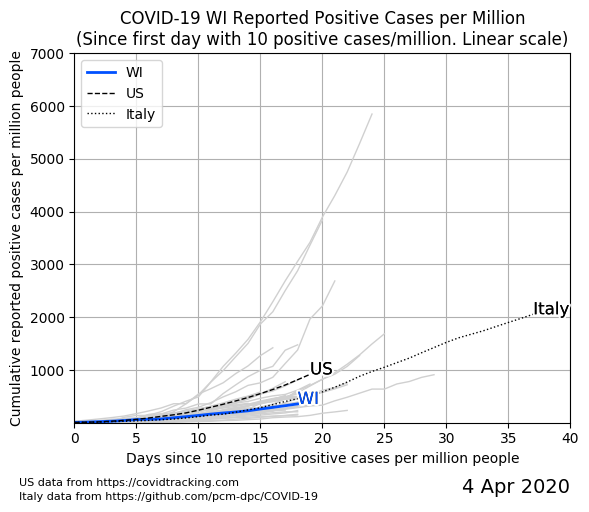 COVID-19 WI Reported Positive Cases per Million
(Since first day with 10 positive cases/million. Linear scale)
Cumulative reported positive cases per million people
7000
6000
5000
4000
3000
2000
1000
WI
US
Italy
Italy
US
WI
0 5 10 15 20 25 30 35 40
Days since 10 reported positive cases per million people
US data from https://covidtracking.com
Italy data from https://github.com/pcm-dpc/COVID-19
4 Apr 2020